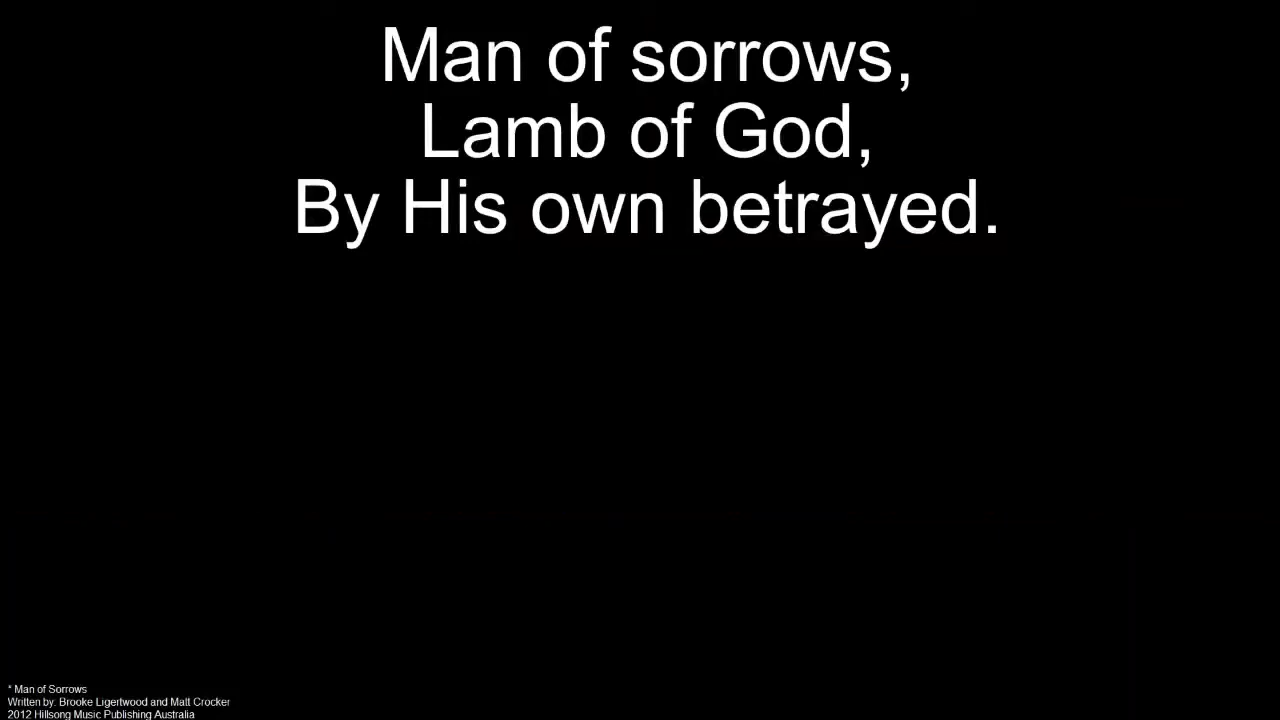 Man of sorrows,
Lamb of God,
By His own betrayed.
* Man of Sorrows
Written by: Brooke Ligertwood and Matt Crocker
2012 Hillsong Music Publishing Australia